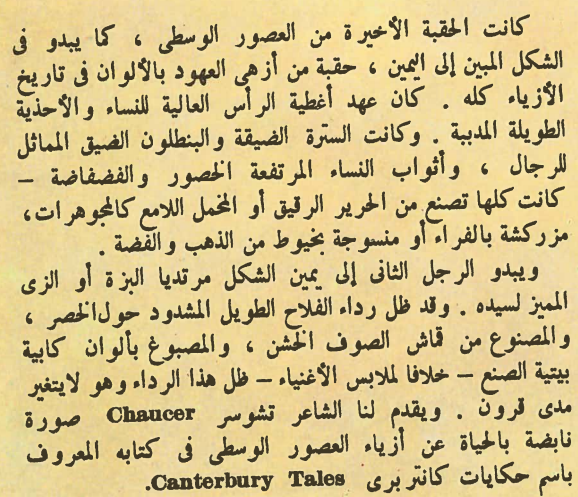 كانت الحقبة الأخيرة من العصور الوسطى ، كما يبدو فى
الشكل المبين إلى اليمين ، حقبة من أزهى العهود بالألوان فى تاريخ
الأزياء كله . كان عهد أغطية الرأس العالية للنساء والأحذية
الطويلة المدببة . وكانت السترة الضيقة والبنطلون الضيق المماثل
للرجال ، وأثواب النساء المرتفعة الخصور والفضفاضة –
كانت كلها تصنع من الحرير الرقيق أو المخمل اللامع كالمجوهرات ،
مزركشة بالفراء أو منسوجة بخيوط من الذهب والفضة .
ويبدو الرجل الثانى إلى يمين الشكل مرتديا البزة أو الزى
المميز لسيده . وقد ظل رداء الفلاح الطويل المشدود حول الخصر ،
والمصنوع من قماش الصوف الخشن ، والمصبوغ بألوان كابية
بيتية الصنع – خلافا لملابس الأغنياء – ظل هذا الرداء وهو لايتغير
مدى قرون . ويقدم لنا الشاعر تشوسر Chaucer صورة
نابضة بالحياة عن أزياء العصور الوسطى فى كتابه المعروف
باسم حكايات كانتربرى Canterbury Tales.